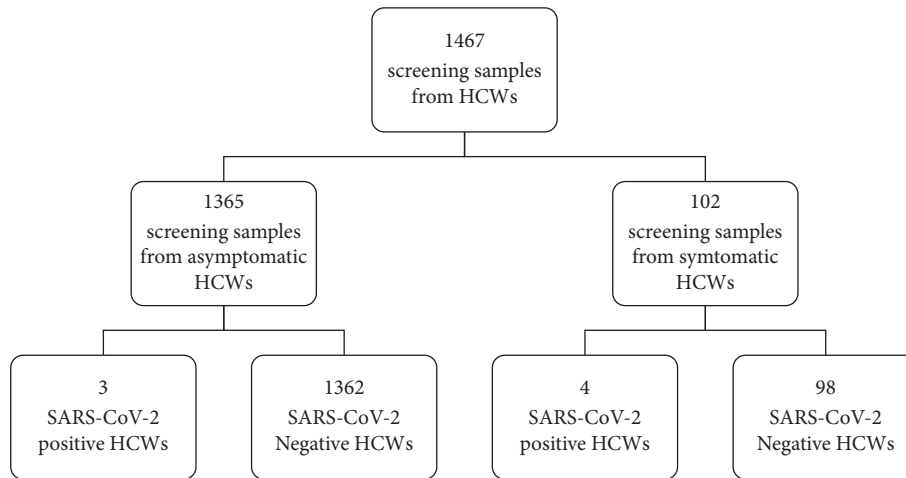 1467
screening samples
from HCWs
1365
screening samples
from asymptomatic
HCWs
102
screening samples
from symtomatic
HCWs
3
SARS-CoV-2
positive HCWs
1362
SARS-CoV-2
Negative HCWs
4
SARS-CoV-2
positive HCWs
98
SARS-CoV-2
Negative HCWs